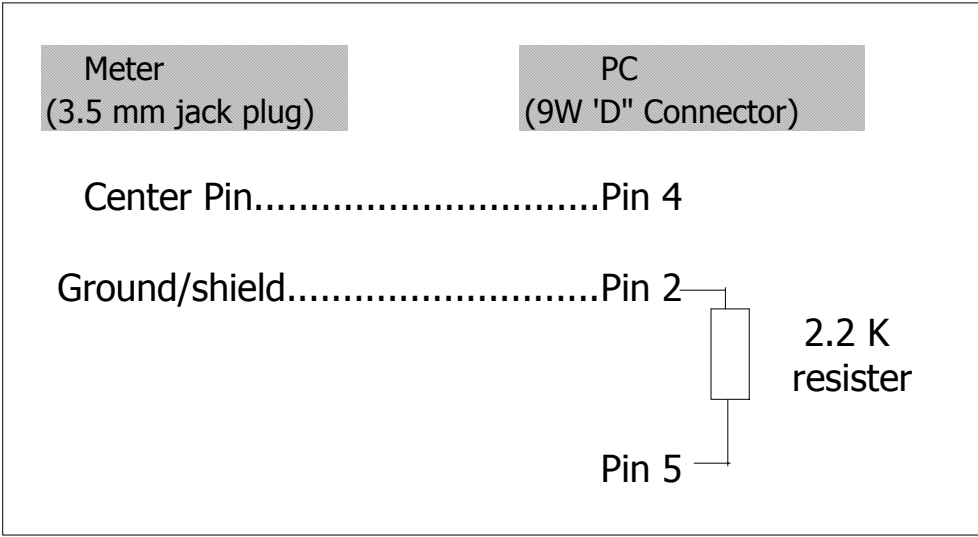 Meter
(3.5 mm jack plug)
PC
(9W 'D" Connector)
Center Pin...............................Pin 4
Ground/shield............................Pin 2
2.2 K
resister
Pin 5